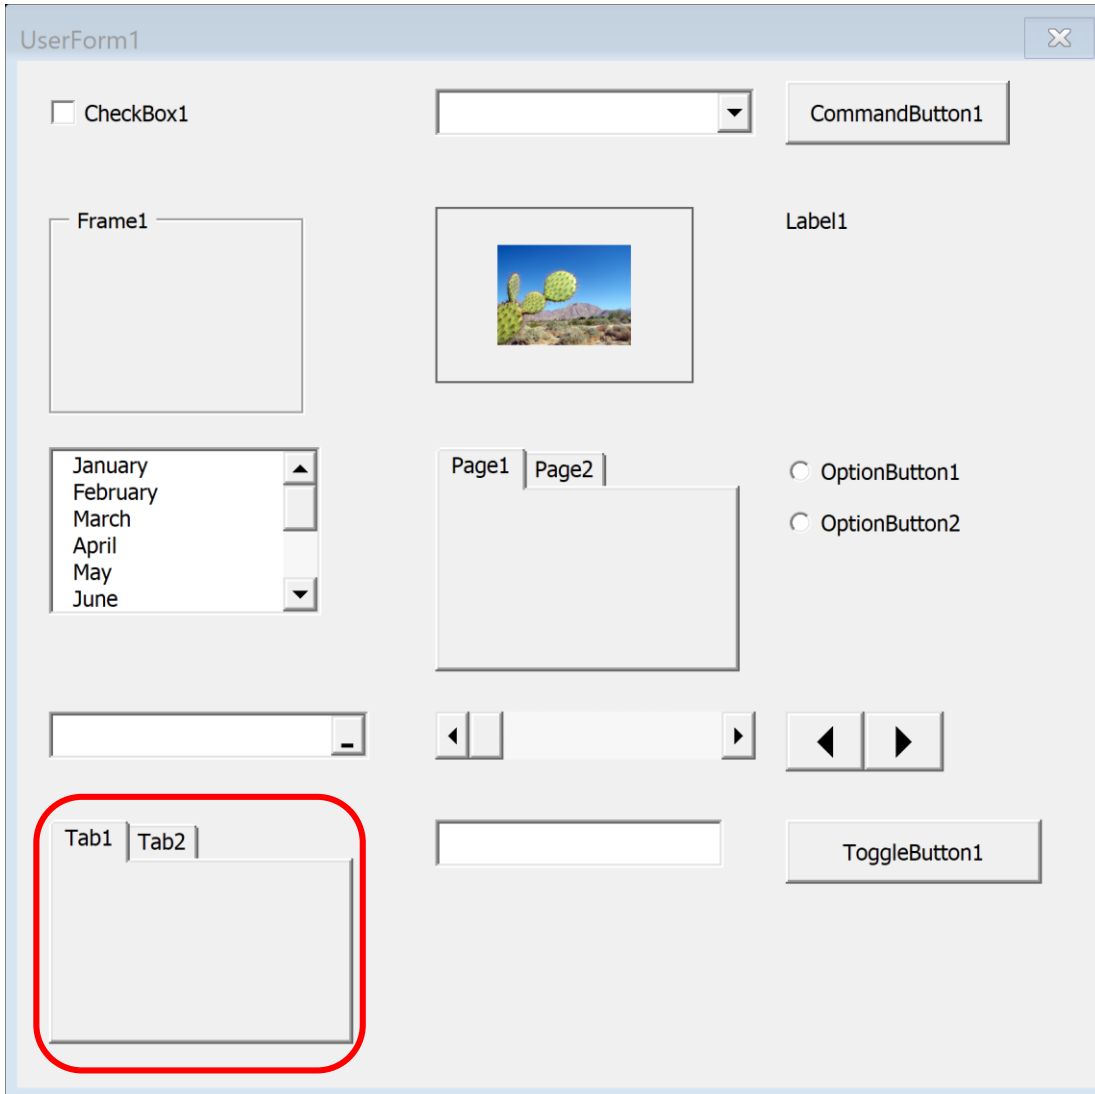 UserForm1
CheckBox1
CommandButton1
Frame1
Label1
January
February
March
April
May
June
Page1 Page2
OptionButton1
OptionButton2
Tab1 Tab2
ToggleButton1